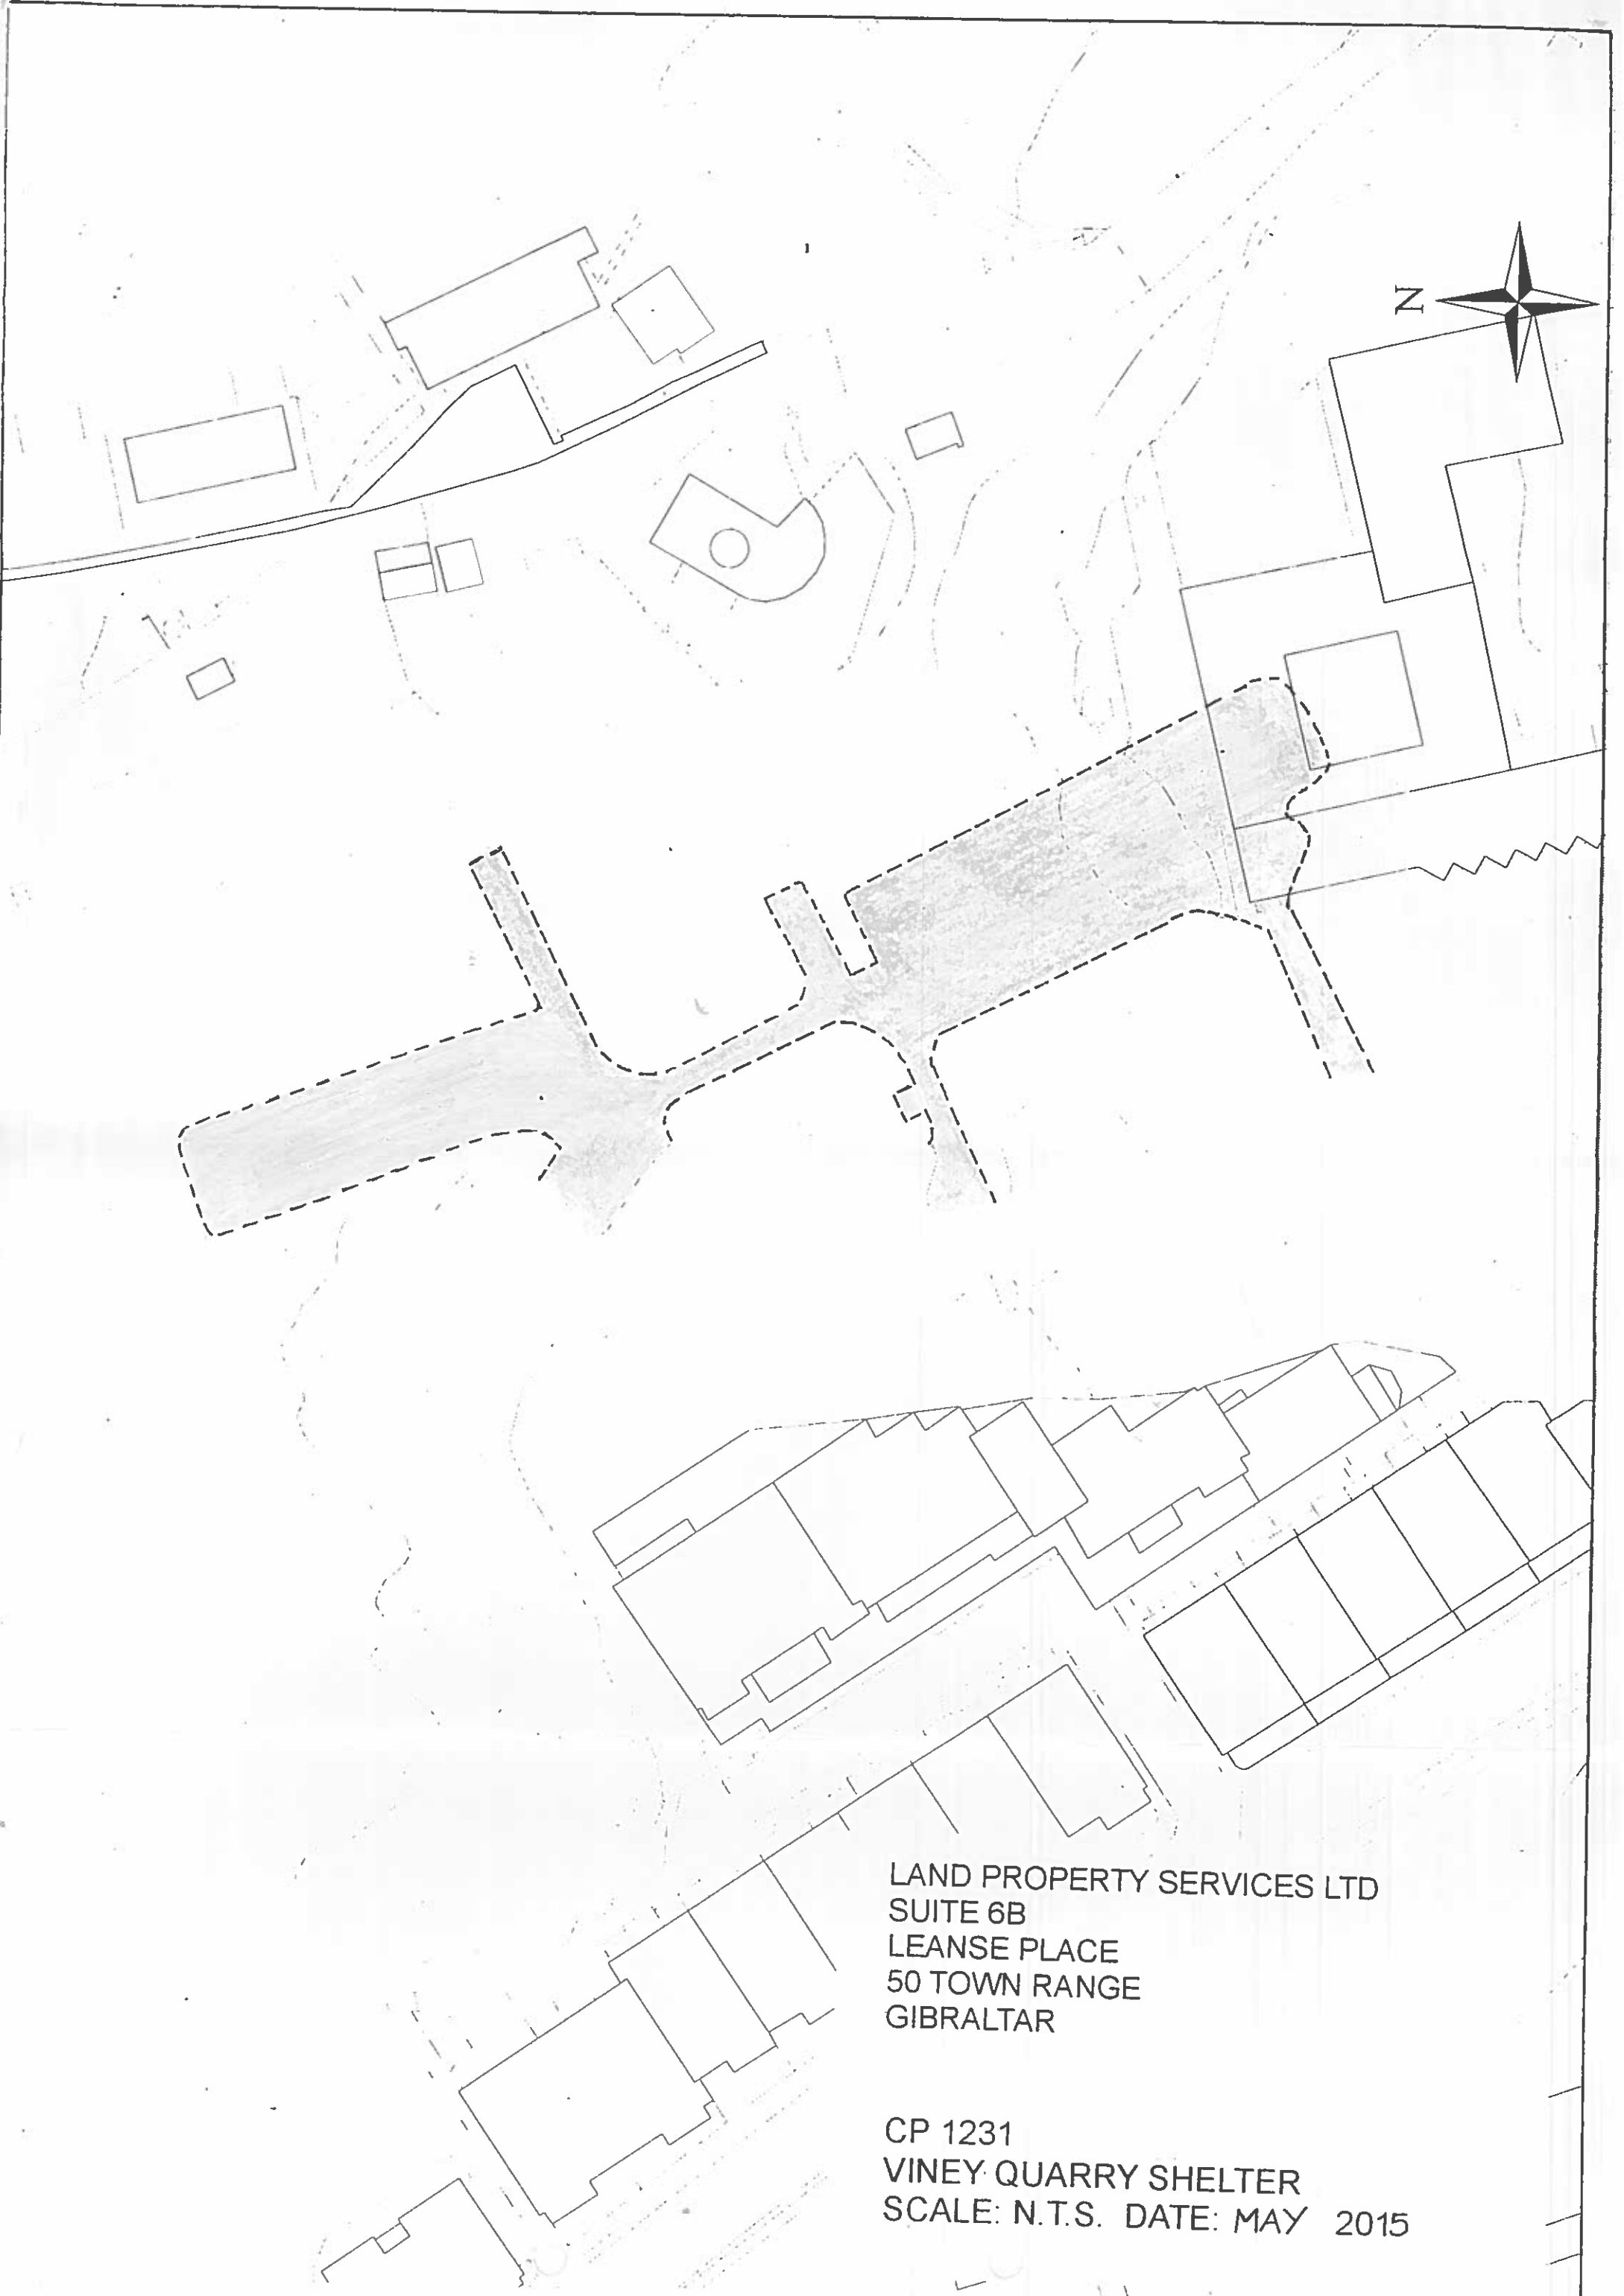 N
LAND PROPERTY SERVICES LTD
SUITE 6B
LEANSE PLACE
50 TOWN RANGE
GIBRALTAR
CP 1231
VINEY QUARRY SHELTER
SCALE: N.T.S. DATE: MAY 2015